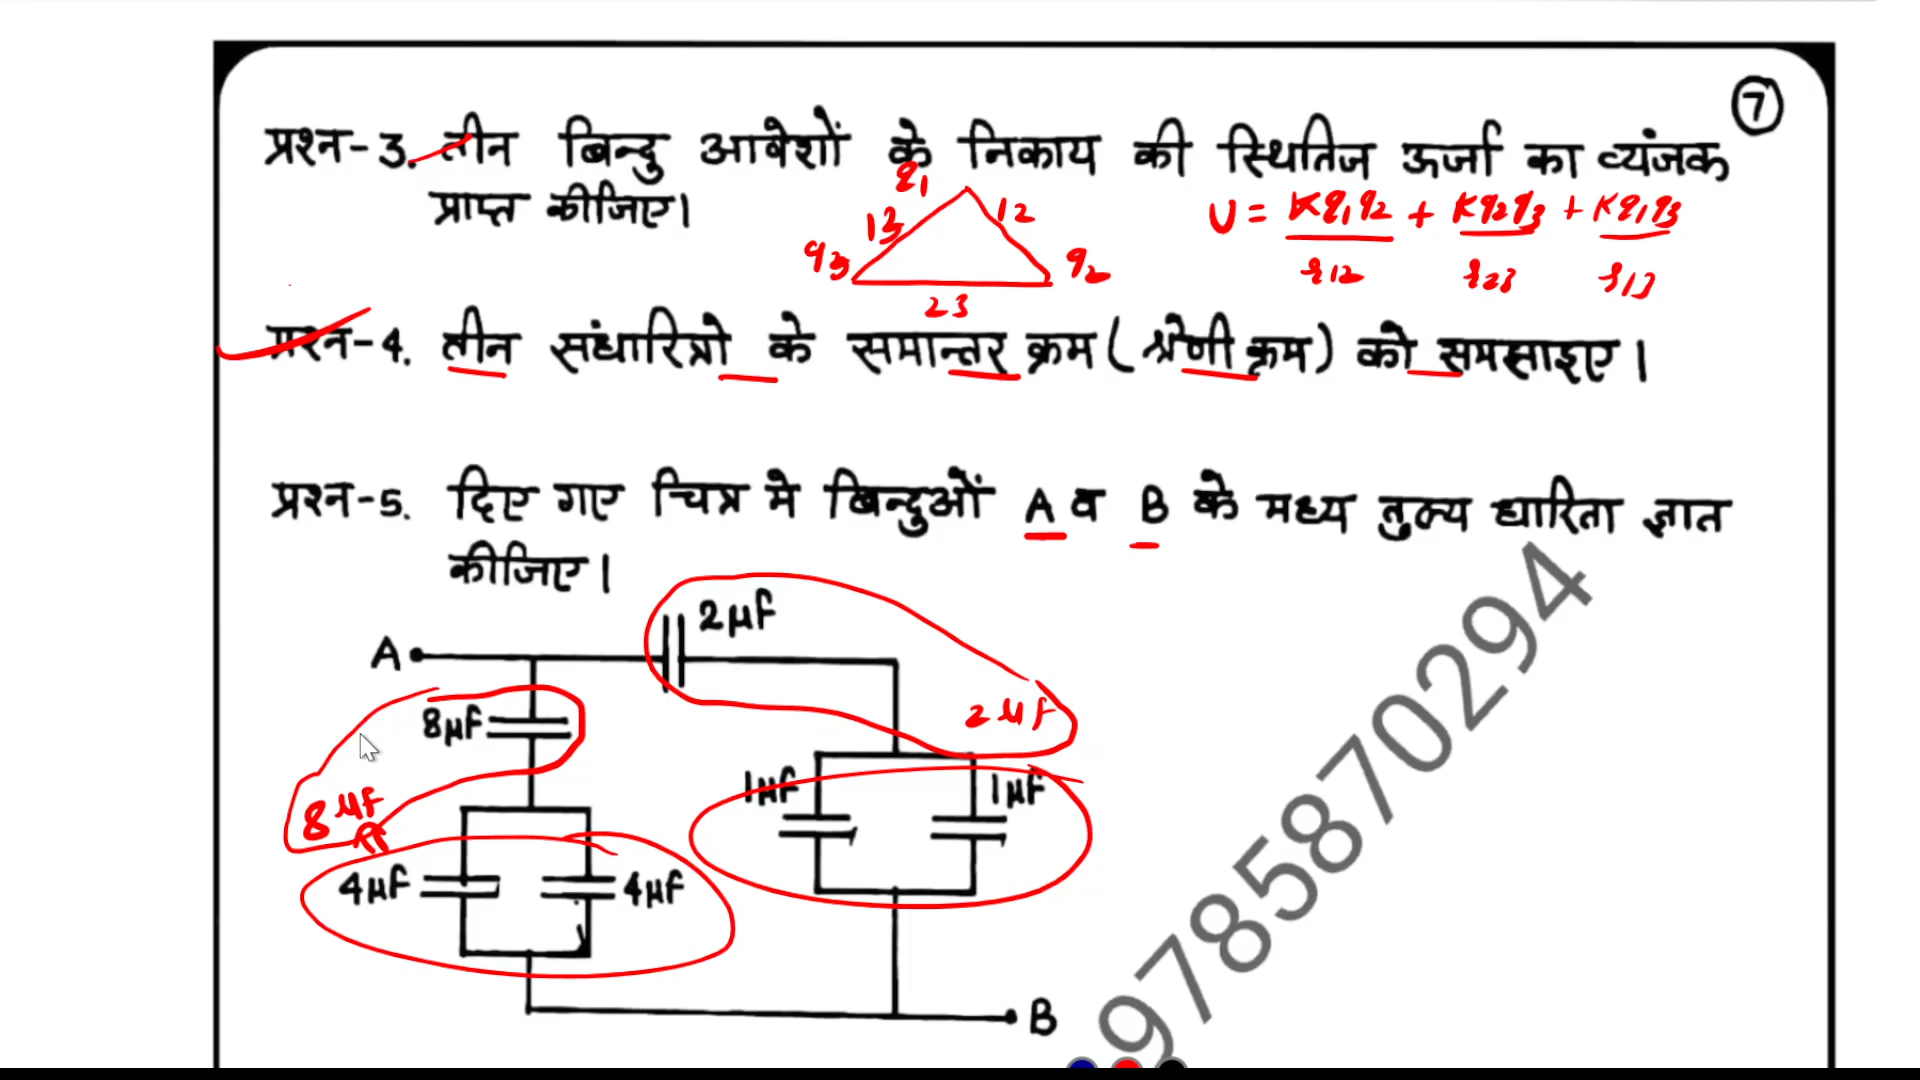 7
प्रश्न-3. तीन बिन्दु आवेशों के निकाय की स्थितिज ऊर्जा का व्यंजक
प्राप्त कीजिए।
q1
13
12
q3
q2
23
U = Kq1q2 + Kq2q3 + Kq1q3
r12 r23 r13
प्रश्न-4. तीन संधारित्रो के समान्तर क्रम (श्रेणी क्रम) को समसाइए।
प्रश्न-5. दिए गए चित्र मे बिन्दुओं A व B के मध्य तुल्य धारिता ज्ञात
कीजिए।
2μF
A
8μF
2μF
1μF
1μF
8μF
4μF
4μF
B
9785870294